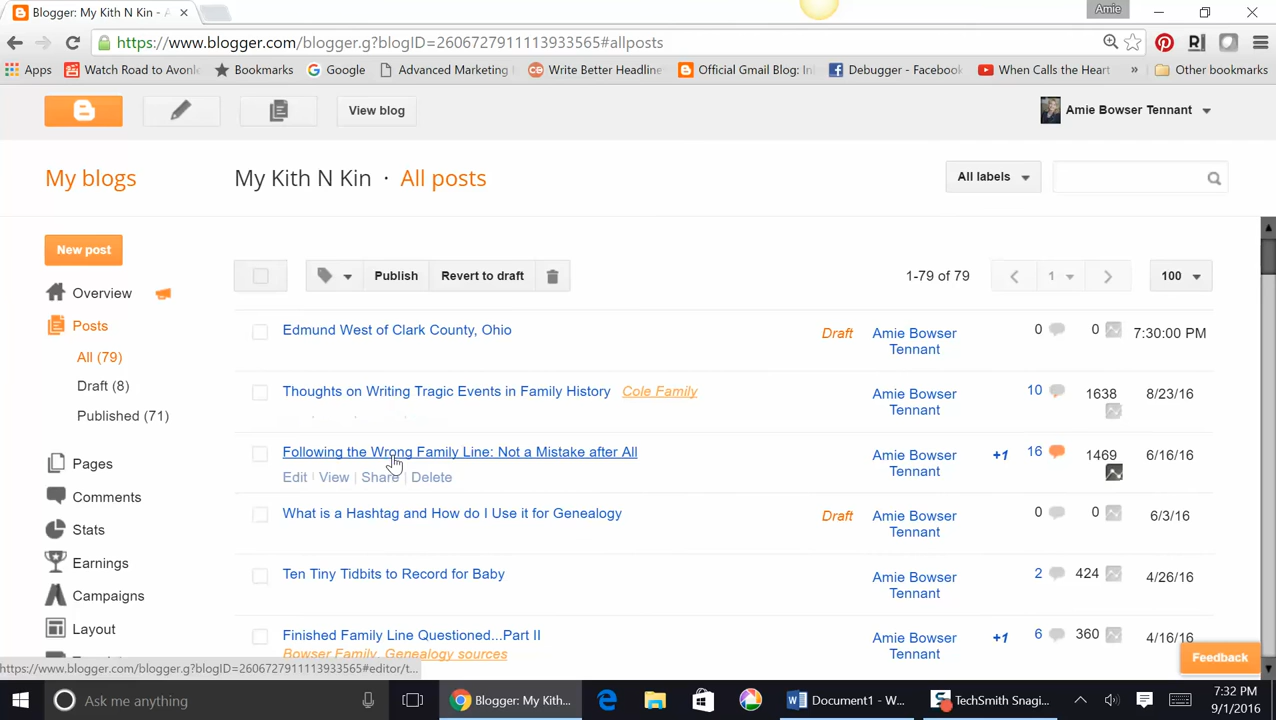 Blogger: My Kith N Kin - A
Amie
https://www.blogger.com/blogger.g?blogID=2606727911113933565#allposts
Apps Watch Road to Avonle Bookmarks Google Advanced Marketing Write Better Headline Official Gmail Blog: In Debugger - Facebook When Calls the Heart » Other bookmarks
View blog
Amie Bowser Tennant
My blogs
My Kith N Kin · All posts
All labels
New post
Publish
Revert to draft
1-79 of 79
1
100
Overview
Posts
All (79)
Draft (8)
Published (71)
Pages
Comments
Stats
Earnings
Campaigns
Layout
Edmund West of Clark County, Ohio
Draft
Amie Bowser
Tennant
0 0 7:30:00 PM
Thoughts on Writing Tragic Events in Family History Cole Family
Amie Bowser
Tennant
10 1638 8/23/16
Following the Wrong Family Line: Not a Mistake after All
Edit | View | Share | Delete
Amie Bowser
Tennant
+1 16 1469 6/16/16
What is a Hashtag and How do I Use it for Genealogy
Draft
Amie Bowser
Tennant
0 0 6/3/16
Ten Tiny Tidbits to Record for Baby
Amie Bowser
Tennant
2 424 4/26/16
Finished Family Line Questioned...Part II
Bowser Family, Genealogy sources
Amie Bowser
Tennant
+1 6 360 4/16/16
Feedback
https://www.blogger.com/blogger.g?blogID=2606727911113933565#editor/t...
Ask me anything
Blogger: My Kith...
Document1 - W...
TechSmith Snagi...
7:32 PM
9/1/2016